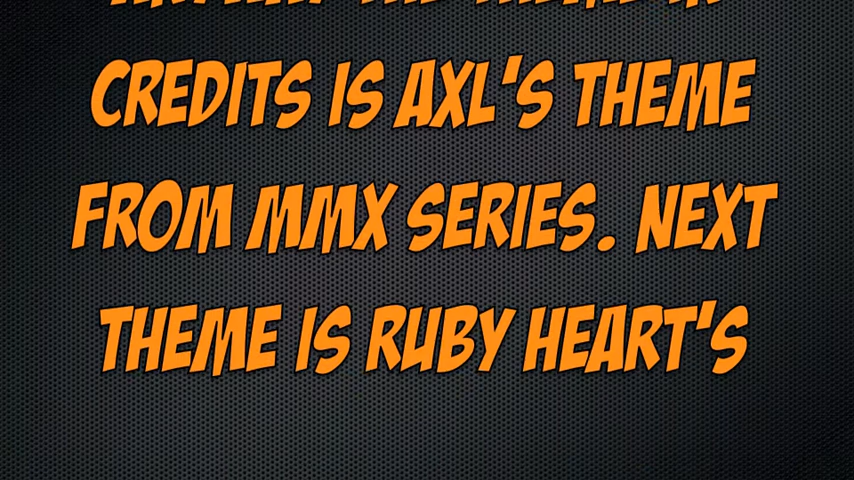 CREDITS IS AXL'S THEME
FROM MMX SERIES. NEXT
THEME IS RUBY HEART'S